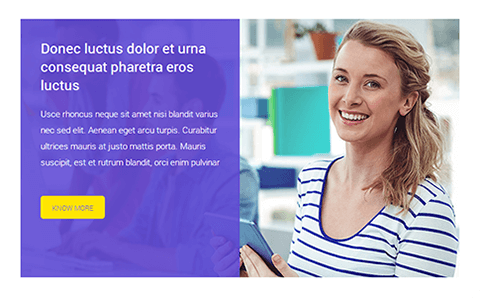 Donec luctus dolor et urna
consequat pharetra eros
luctus
Usce rhoncus neque sit amet nisi blandit varius
nec sed elit. Aenean eget arcu turpis. Curabitur
ultrices mauris at justo mattis porta. Mauris
suscipit, est et rutrum blandit, orci enim pulvinar
KNOW MORE